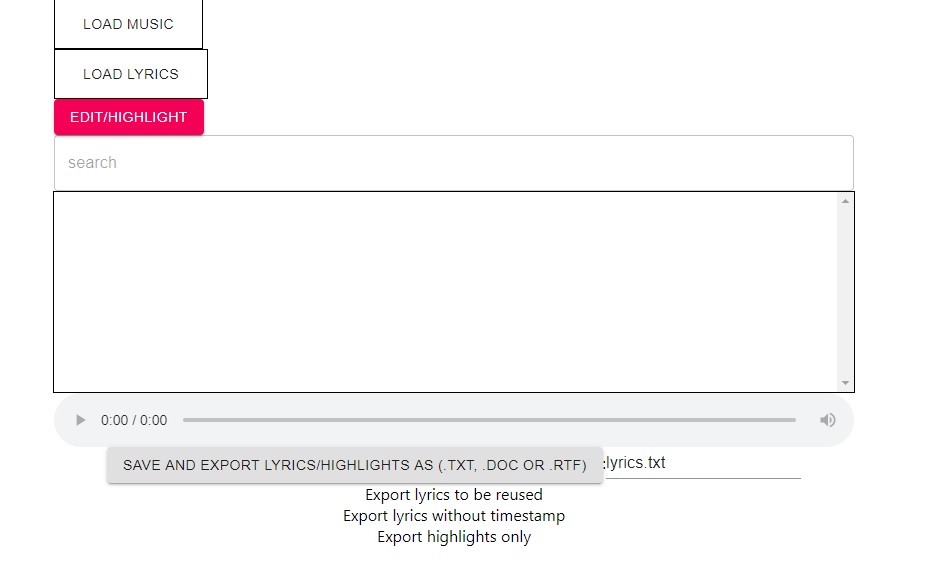 LOAD MUSIC
LOAD LYRICS
EDIT/HIGHLIGHT
search
0:00 / 0:00
SAVE AND EXPORT LYRICS/HIGHLIGHTS AS (.TXT, .DOC OR .RTF) :lyrics.txt
Export lyrics to be reused
Export lyrics without timestamp
Export highlights only